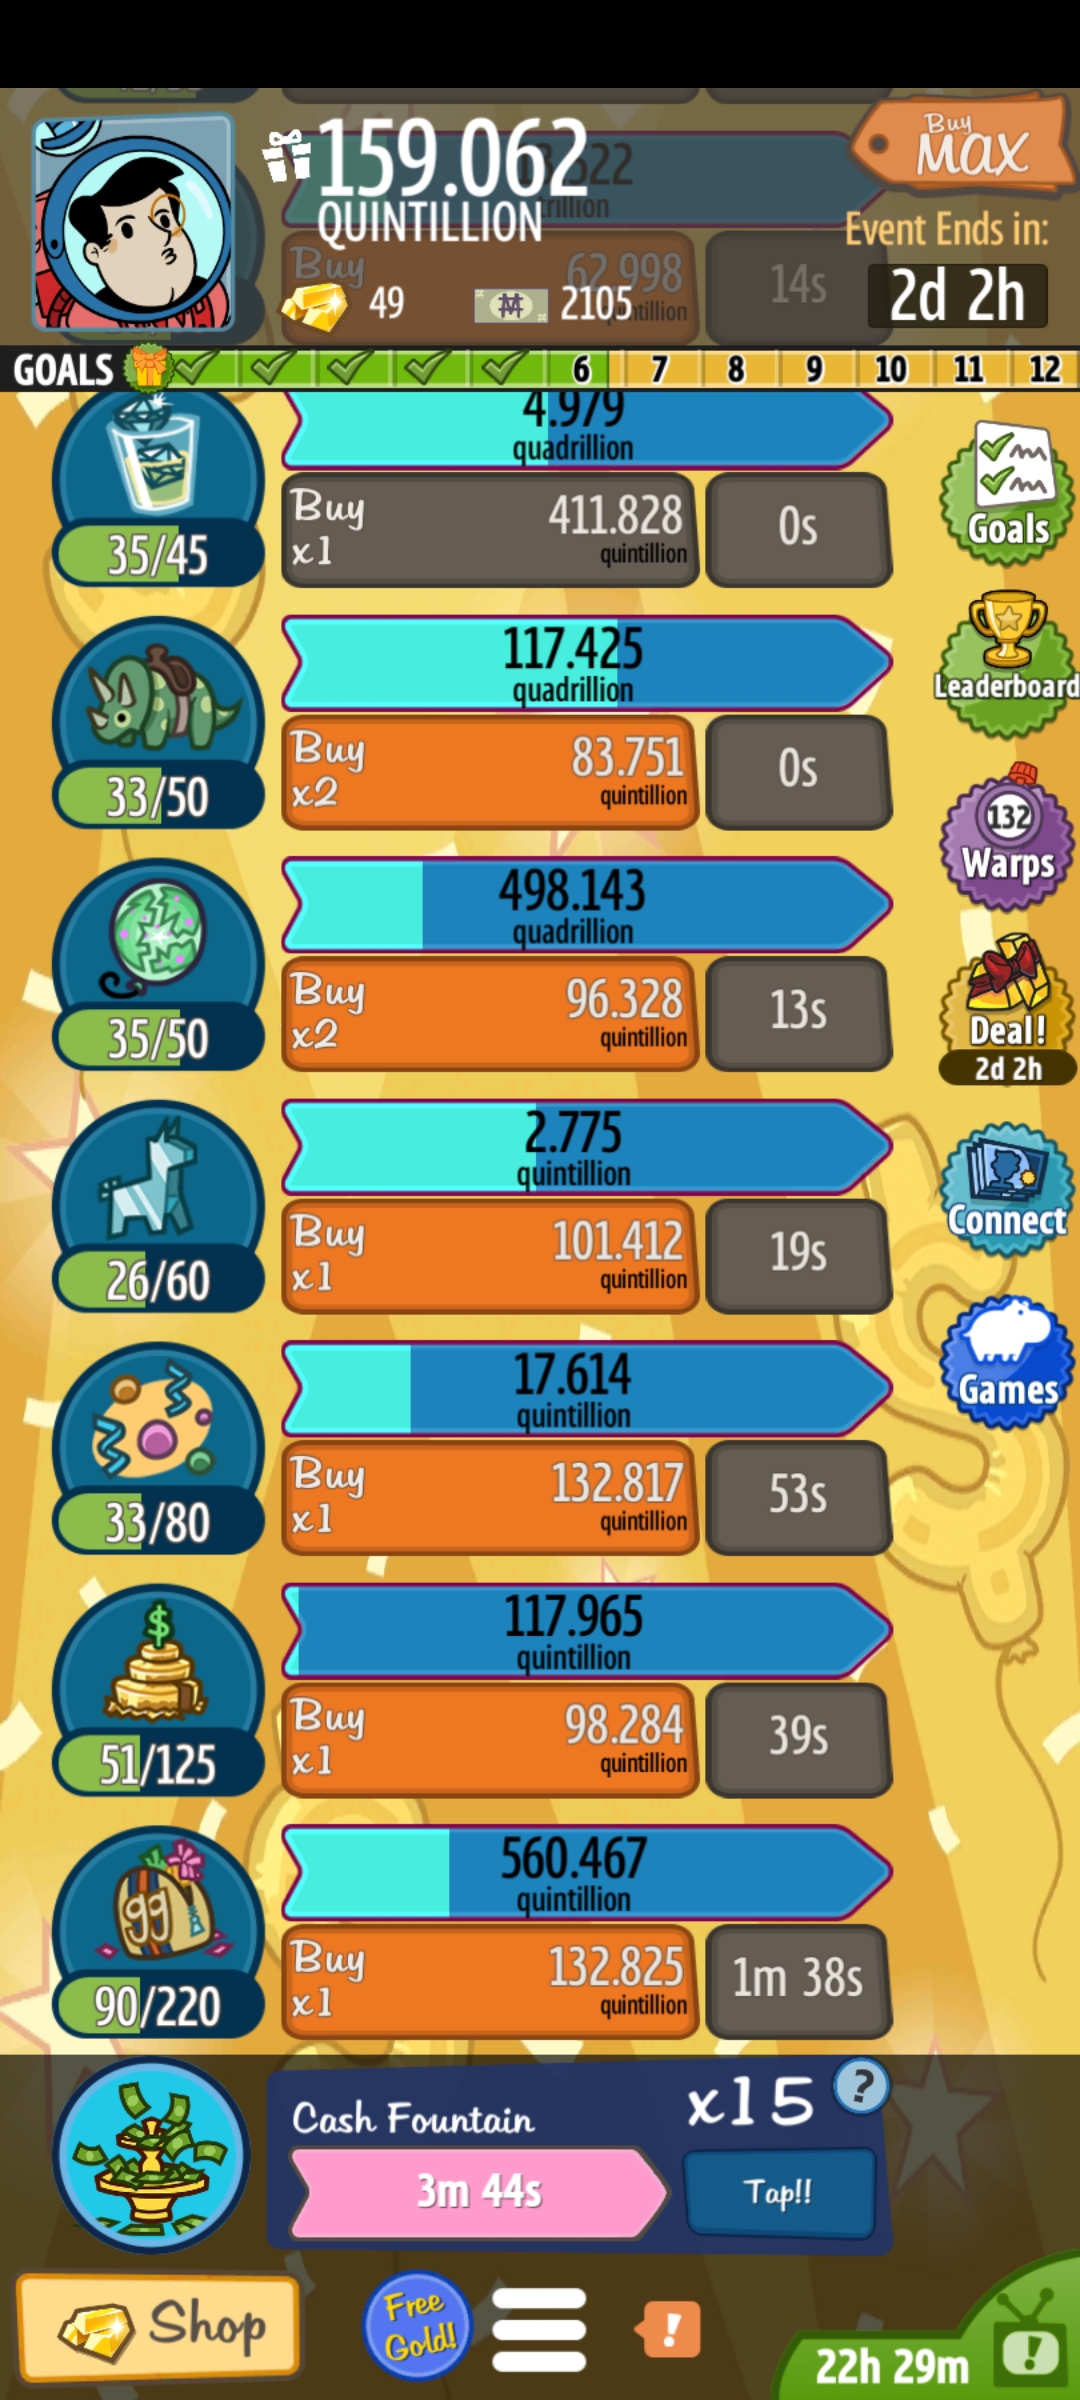 159.062
QUINTILLION
49
2105
Buy
MAX
Event Ends in:
2d 2h
Buy
62.998
14s
GOALS
6 7 8 9 10 11 12
4.979
quadrillion
35/45
Buy
x1
411.828
quintillion
0s
Goals
117.425
quadrillion
33/50
Buy
x2
83.751
quintillion
0s
Leaderboard
498.143
quadrillion
35/50
Buy
x2
96.328
quintillion
13s
132
Warps
Deal!
2d 2h
2.775
quintillion
26/60
Buy
x1
101.412
quintillion
19s
Connect
17.614
quintillion
33/80
Buy
x1
132.817
quintillion
53s
Games
$
117.965
quintillion
51/125
Buy
x1
98.284
quintillion
39s
99
560.467
quintillion
90/220
Buy
x1
132.825
quintillion
1m 38s
Cash Fountain
x15
?
3m 44s
Tap!!
Shop
Free
Gold!
!
22h 29m
!